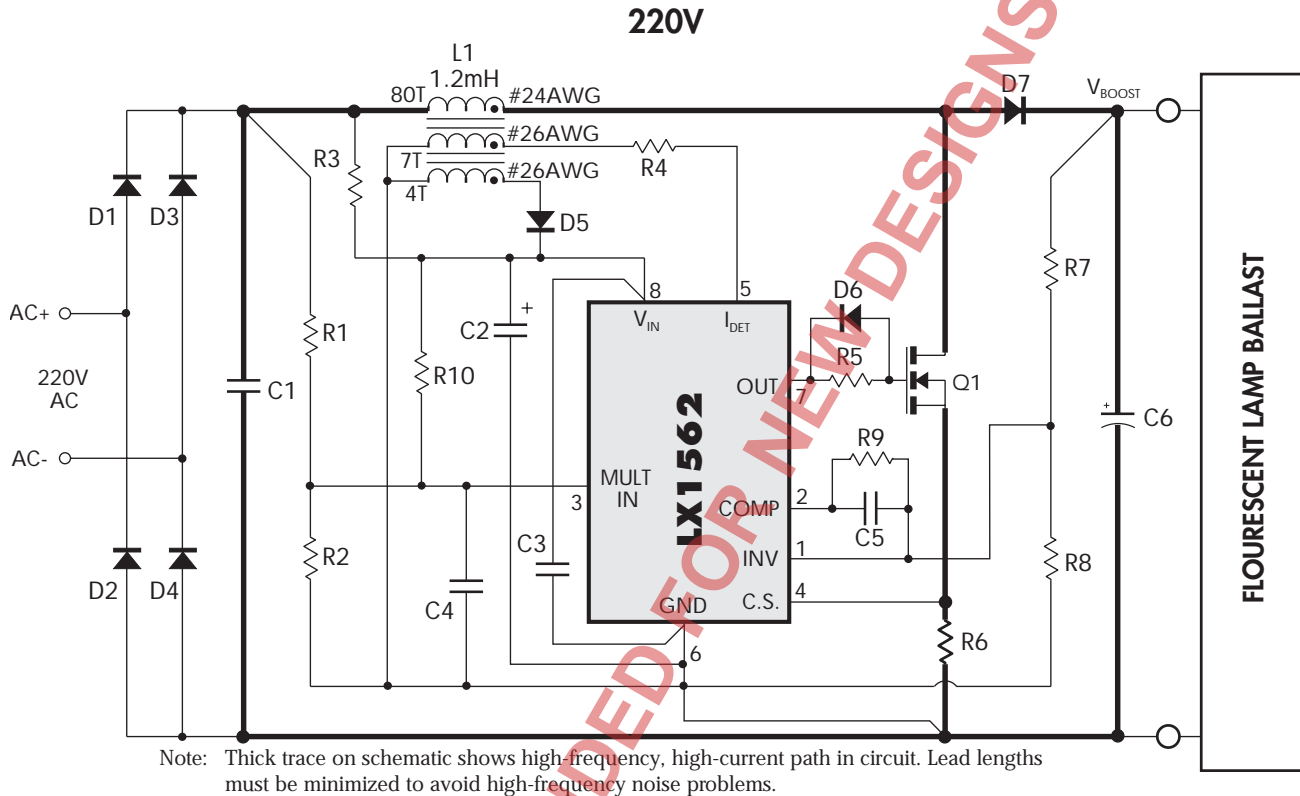 220V
L1
1.2mH
80T
#24AWG
D7
V_BOOST
#26AWG
7T
R4
#26AWG
4T
R3
D5
D1
D3
R7
AC+
8
5
V_IN
I_DET
D6
C2
+
R1
220V
AC
C1
R10
R5
OUT
7
Q1
+
C6
AC-
R9
MULT
IN
3
LX1562
COMP
2
C5
C3
INV
1
D2
D4
R2
R8
C4
GND
C.S.
4
6
R6
FLOURESCENT LAMP BALLAST
NDED FOR NEW DESIGNS
Note: Thick trace on schematic shows high-frequency, high-current path in circuit. Lead lengths
must be minimized to avoid high-frequency noise problems.